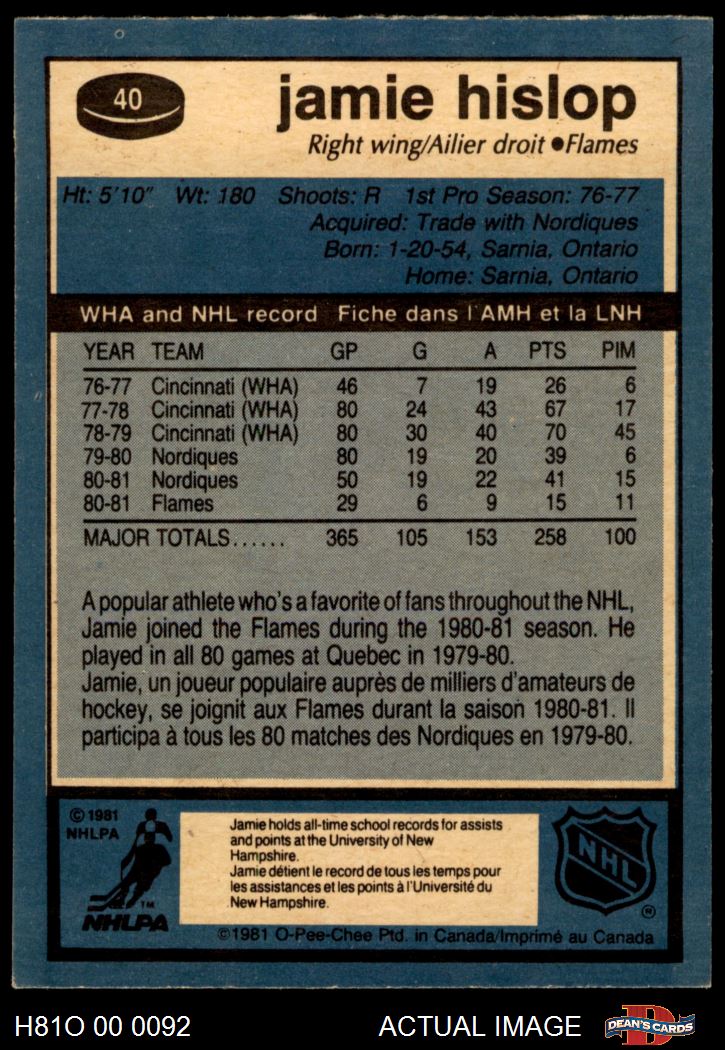 40
jamie hislop
Right wing/Ailier droit ●Flames
Ht: 5'10" Wt: 180 Shoots: R 1st Pro Season: 76-77
Acquired: Trade with Nordiques
Born: 1-20-54, Sarnia, Ontario
Home: Sarnia, Ontario
WHA and NHL record Fiche dans l'AMH et la LNH
YEAR TEAM GP G A PTS PIM
76-77 Cincinnati (WHA) 46 7 19 26 6
77-78 Cincinnati (WHA) 80 24 43 67 17
78-79 Cincinnati (WHA) 80 30 40 70 45
79-80 Nordiques 80 19 20 39 6
80-81 Nordiques 50 19 22 41 15
80-81 Flames 29 6 9 15 11
MAJOR TOTALS...... 365 105 153 258 100
A popular athlete who's a favorite of fans throughout the NHL,
Jamie joined the Flames during the 1980-81 season. He
played in all 80 games at Quebec in 1979-80.
Jamie, un joueur populaire auprès de milliers d'amateurs de
hockey, se joignit aux Flames durant la saison 1980-81. Il
participa à tous les 80 matches des Nordiques en 1979-80.
©1981
NHLPA
TM
NHLPA
Jamie holds all-time school records for assists
and points at the University of New
Hampshire.
Jamie détient le record de tous les temps pour
les assistances et les points à l'Université du
New Hampshire.
NHL
®
©1981 O-Pee-Chee Ptd. in Canada/Imprimé au Canada
H81O 00 0092 ACTUAL IMAGE D DEAN'S CARDS